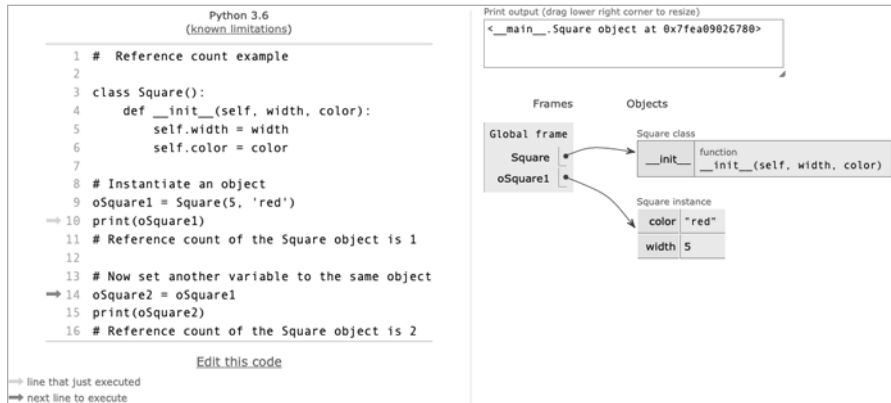 Python 3.6
(known limitations)
1 #  Reference count example
2
3 class Square():
4     def __init__(self, width, color):
5         self.width = width
6         self.color = color
7
8 # Instantiate an object
9 oSquare1 = Square(5, 'red')
10 print(oSquare1)
11 # Reference count of the Square object is 1
12
13 # Now set another variable to the same object
14 oSquare2 = oSquare1
15 print(oSquare2)
16 # Reference count of the Square object is 2
Edit this code
line that just executed
next line to execute
Print output (drag lower right corner to resize)
<__main__.Square object at 0x7fea09026780>
Frames Objects
Global frame
Square
oSquare1
Square class
__init__ function
__init__(self, width, color)
Square instance
color "red"
width 5